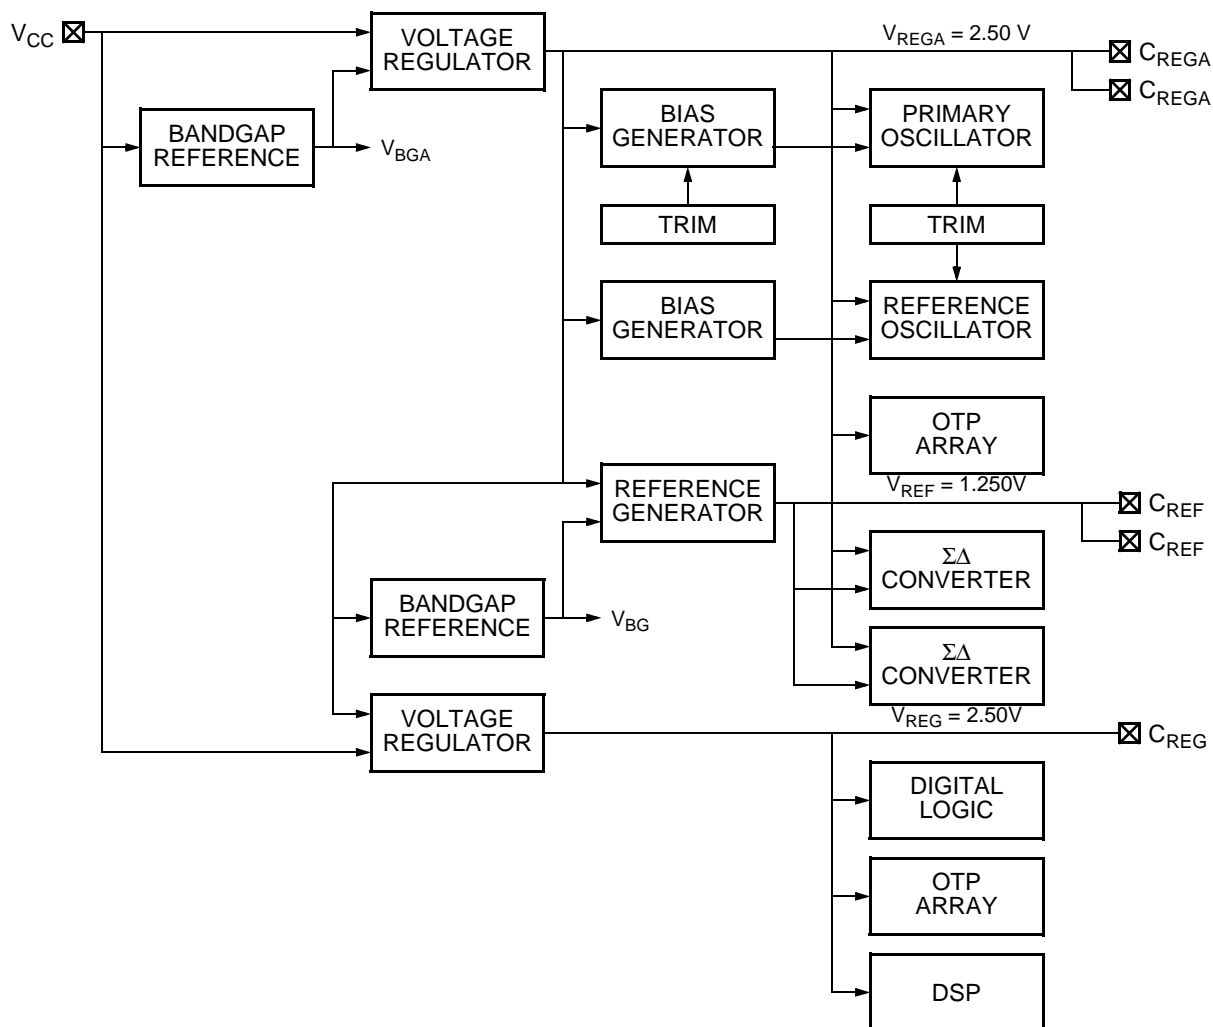 VCC
VOLTAGE
REGULATOR
VREGA = 2.50 V
CREGA
CREGA
BANDGAP
REFERENCE
VBGA
BIAS
GENERATOR
PRIMARY
OSCILLATOR
TRIM
TRIM
BIAS
GENERATOR
REFERENCE
OSCILLATOR
OTP
ARRAY
REFERENCE
GENERATOR
VREF = 1.250V
CREF
CREF
ΣΔ
CONVERTER
BANDGAP
REFERENCE
VBG
ΣΔ
CONVERTER
VOLTAGE
REGULATOR
VREG = 2.50V
CREG
DIGITAL
LOGIC
OTP
ARRAY
DSP